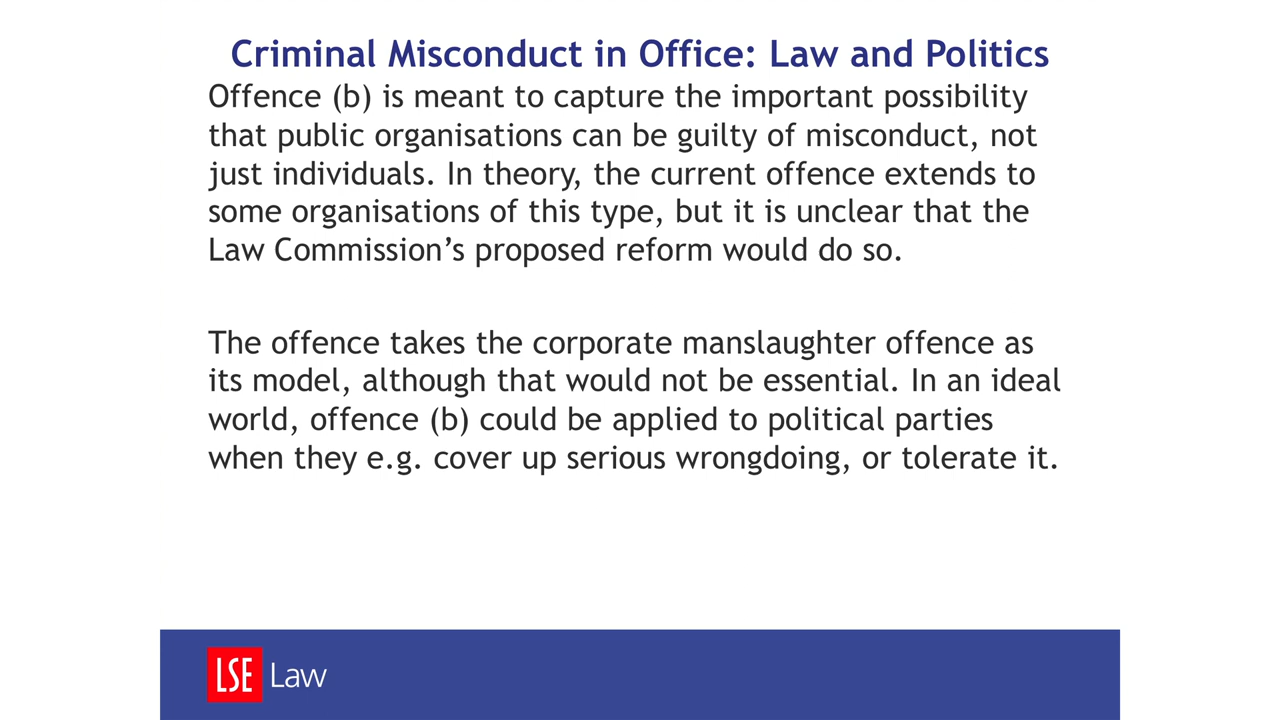 Criminal Misconduct in Office: Law and Politics
Offence (b) is meant to capture the important possibility
that public organisations can be guilty of misconduct, not
just individuals. In theory, the current offence extends to
some organisations of this type, but it is unclear that the
Law Commission’s proposed reform would do so.
The offence takes the corporate manslaughter offence as
its model, although that would not be essential. In an ideal
world, offence (b) could be applied to political parties
when they e.g. cover up serious wrongdoing, or tolerate it.
LSE Law